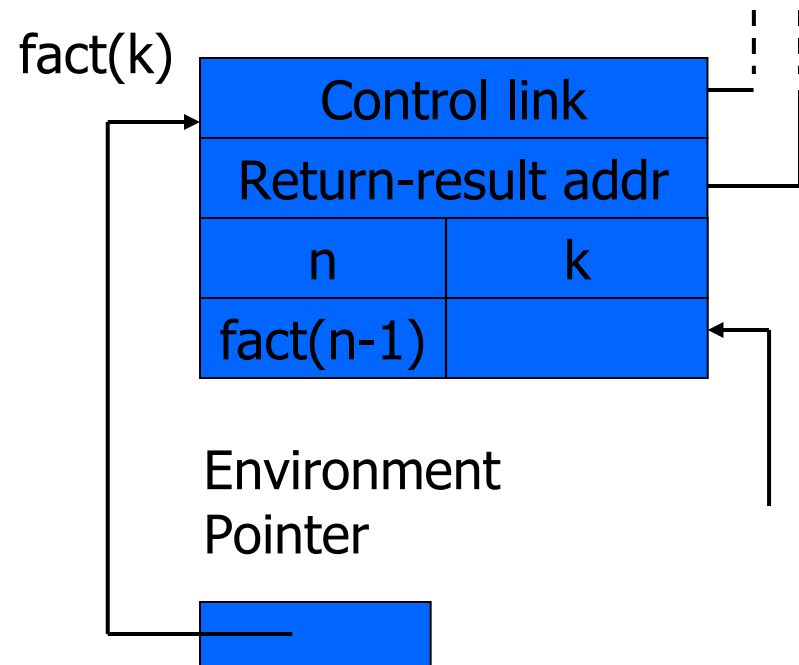 fact(k)
Control link
Return-result addr
n k
fact(n-1)
Environment
Pointer